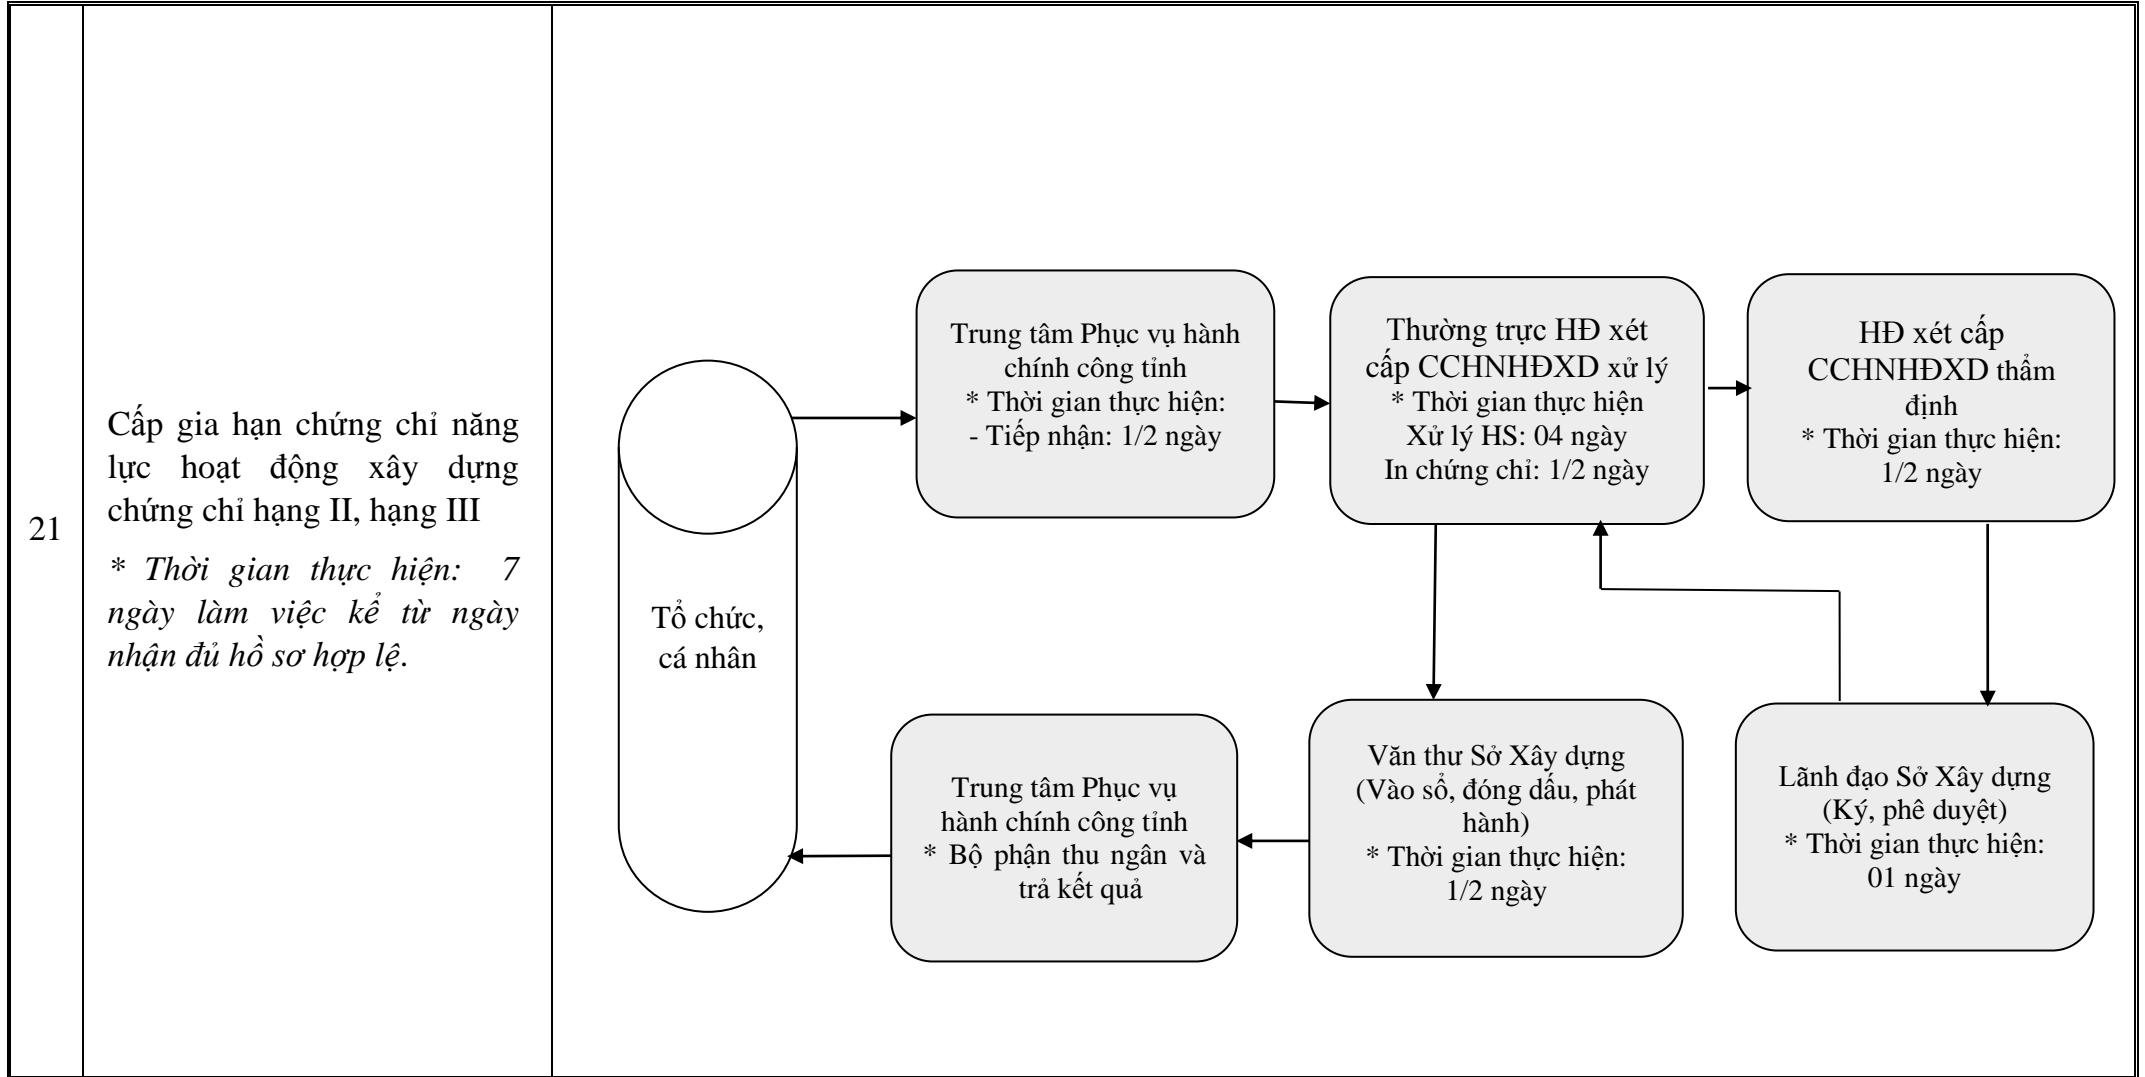 21
Cấp gia hạn chứng chỉ năng
lực hoạt động xây dựng
chứng chỉ hạng II, hạng III
* Thời gian thực hiện: 7
ngày làm việc kể từ ngày
nhận đủ hồ sơ hợp lệ.
Tổ chức,
cá nhân
Trung tâm Phục vụ hành
chính công tỉnh
* Thời gian thực hiện:
- Tiếp nhận: 1/2 ngày
Thường trực HĐ xét
cấp CCHNHĐXD xử lý
* Thời gian thực hiện
Xử lý HS: 04 ngày
In chứng chỉ: 1/2 ngày
HĐ xét cấp
CCHNHĐXD thẩm
định
* Thời gian thực hiện:
1/2 ngày
Trung tâm Phục vụ
hành chính công tỉnh
* Bộ phận thu ngân và
trả kết quả
Văn thư Sở Xây dựng
(Vào sổ, đóng dấu, phát
hành)
* Thời gian thực hiện:
1/2 ngày
Lãnh đạo Sở Xây dựng
(Ký, phê duyệt)
* Thời gian thực hiện:
01 ngày